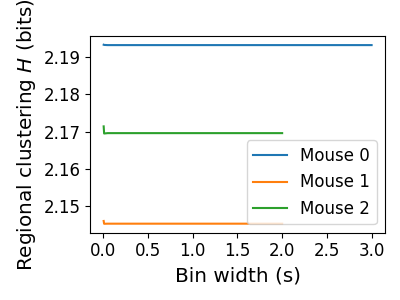 Regional clustering H (bits)
2.19
2.18
2.17
2.16
2.15
0.0 0.5 1.0 1.5 2.0 2.5 3.0
Bin width (s)
Mouse 0
Mouse 1
Mouse 2